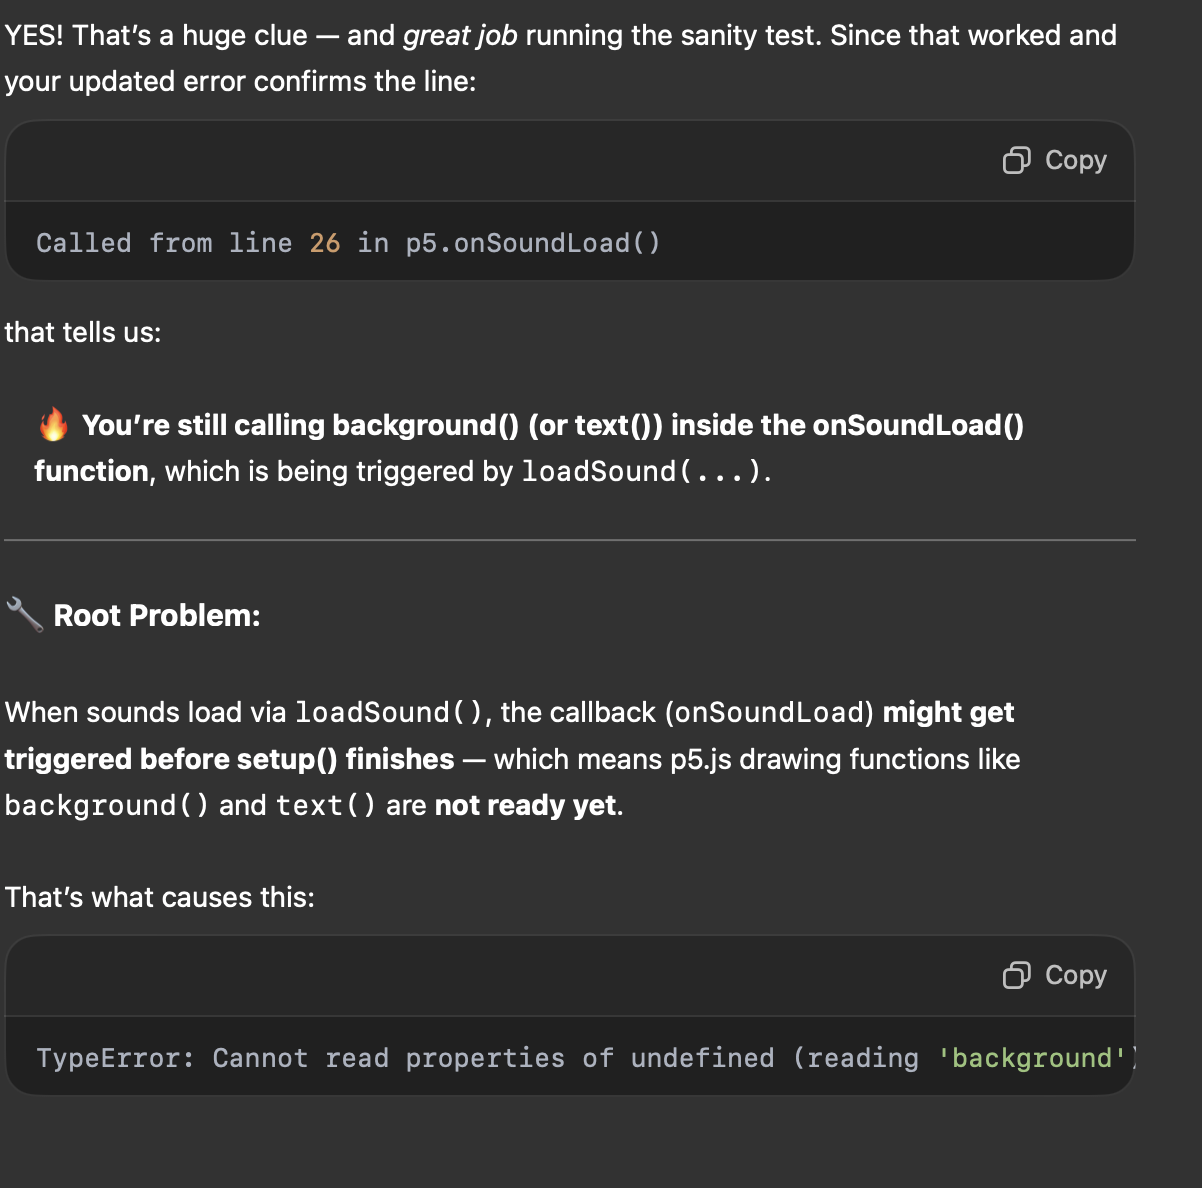 YES! That’s a huge clue — and great job running the sanity test. Since that worked and
your updated error confirms the line:
Copy
Called from line 26 in p5.onSoundLoad()
that tells us:
🔥 You’re still calling background() (or text()) inside the onSoundLoad()
function, which is being triggered by loadSound(...).
🔧 Root Problem:
When sounds load via loadSound(), the callback (onSoundLoad) might get
triggered before setup() finishes — which means p5.js drawing functions like
background() and text() are not ready yet.
That’s what causes this:
Copy
TypeError: Cannot read properties of undefined (reading 'background')